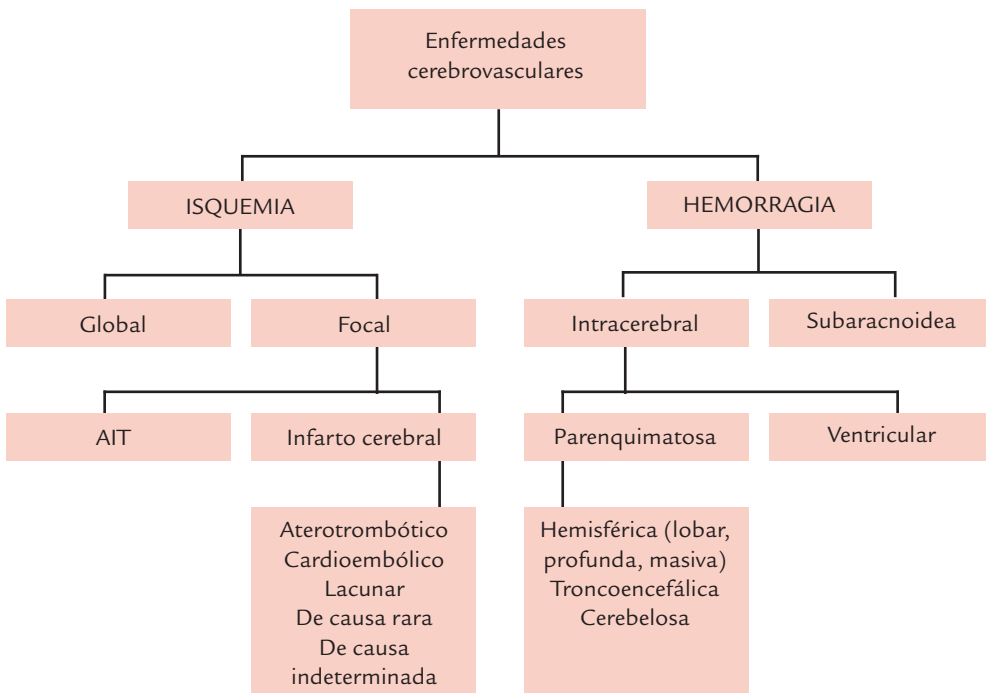 Enfermedades
cerebrovasculares
ISQUEMIA
HEMORRAGIA
Global
Focal
Intracerebral
Subaracnoidea
AIT
Infarto cerebral
Parenquimatosa
Ventricular
Aterotrombótico
Cardioembólico
Lacunar
De causa rara
De causa
indeterminada
Hemisférica (lobar,
profunda, masiva)
Troncoencefálica
Cerebelosa